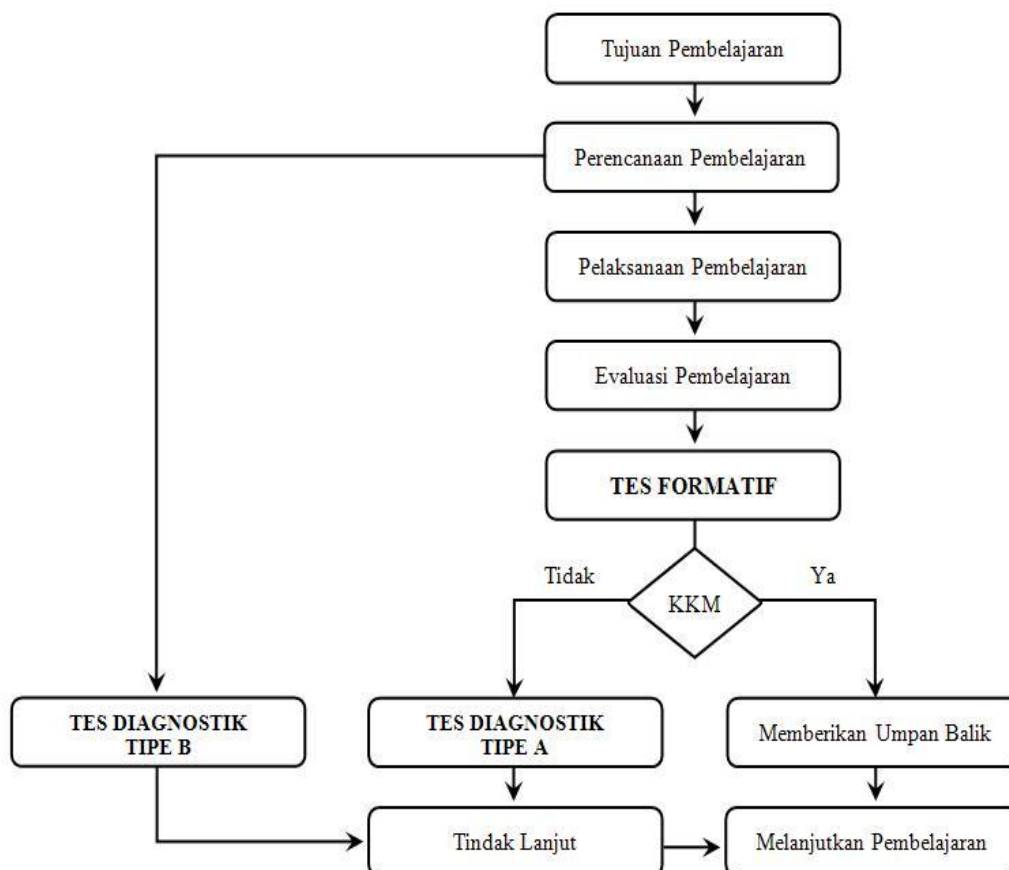 Tujuan Pembelajaran
Perencanaan Pembelajaran
Pelaksanaan Pembelajaran
Evaluasi Pembelajaran
TES FORMATIF
Tidak
Ya
KKM
TES DIAGNOSTIK
TIPE B
TES DIAGNOSTIK
TIPE A
Memberikan Umpan Balik
Tindak Lanjut
Melanjutkan Pembelajaran